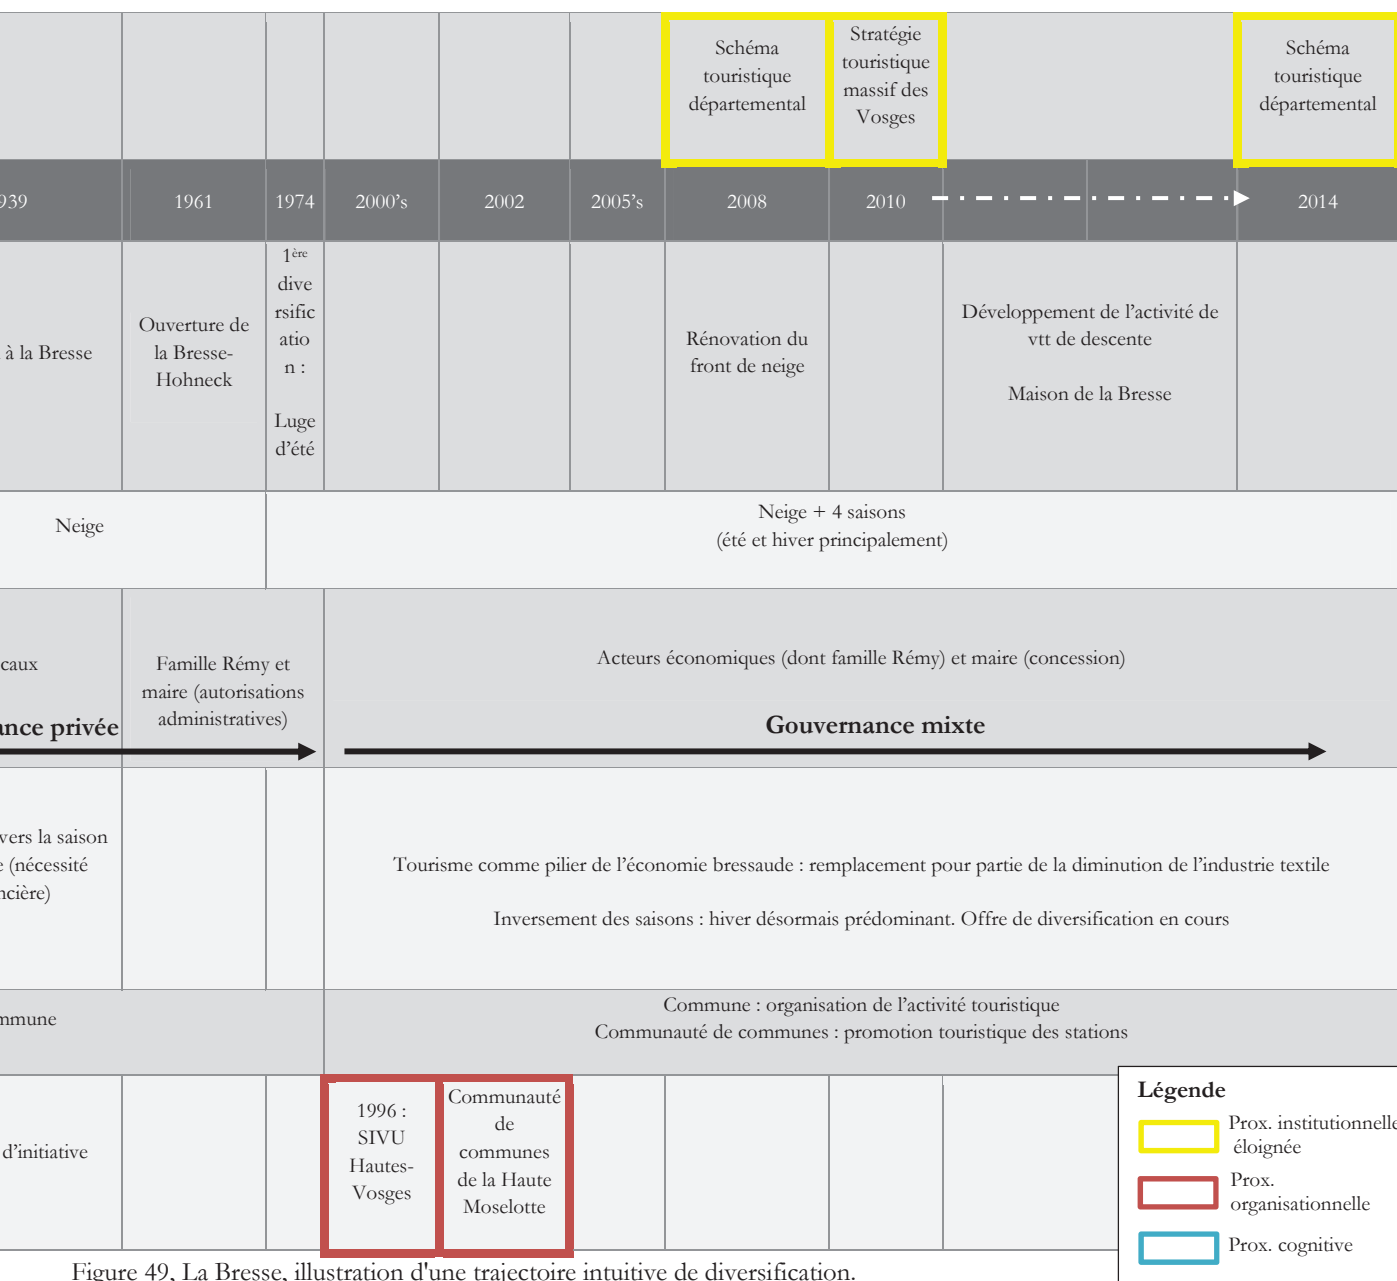 Schéma
touristique
départemental
Stratégie
touristique
massif des
Vosges
Schéma
touristique
départemental
939
1961
1974
2000's
2002
2005's
2008
2010
2014
à la Bresse
Ouverture de
la Bresse-
Hohneck
1ère
dive
rsific
atio
n :
Luge
d'été
Rénovation du
front de neige
Développement de l'activité de
vtt de descente
Maison de la Bresse
Neige
Neige + 4 saisons
(été et hiver principalement)
caux
ance privée
Famille Rémy et
maire (autorisations
administratives)
Acteurs économiques (dont famille Rémy) et maire (concession)
Gouvernance mixte
vers la saison
e (nécessité
ncière)
Tourisme comme pilier de l'économie bressaude : remplacement pour partie de la diminution de l'industrie textile
Inversement des saisons : hiver désormais prédominant. Offre de diversification en cours
mmune
Commune : organisation de l'activité touristique
Communauté de communes : promotion touristique des stations
d'initiative
1996 :
SIVU
Hautes-
Vosges
Communauté
de
communes
de la Haute
Moselotte
Légende
Prox. institutionnelle
éloignée
Prox.
organisationnelle
Prox. cognitive
Figure 49, La Bresse, illustration d'une trajectoire intuitive de diversification.